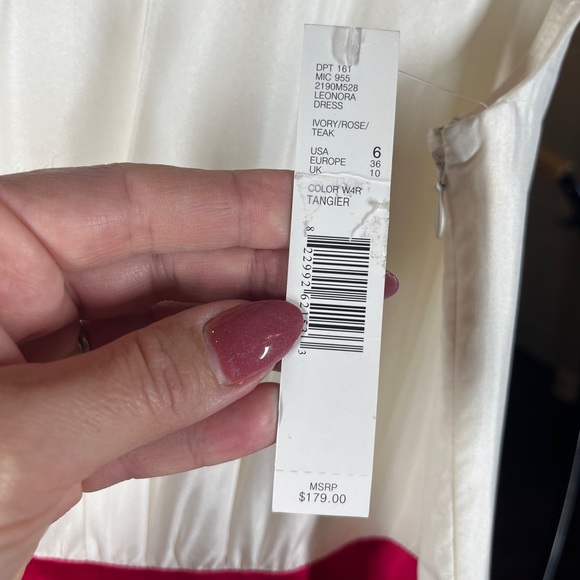 DPT 161
MIC 955
2190M528
LEONORA
DRESS
IVORY/ROSE/
TEAK
USA 6
EUROPE 36
UK 10
COLOR W4R
TANGIER
MSRP
$179.00